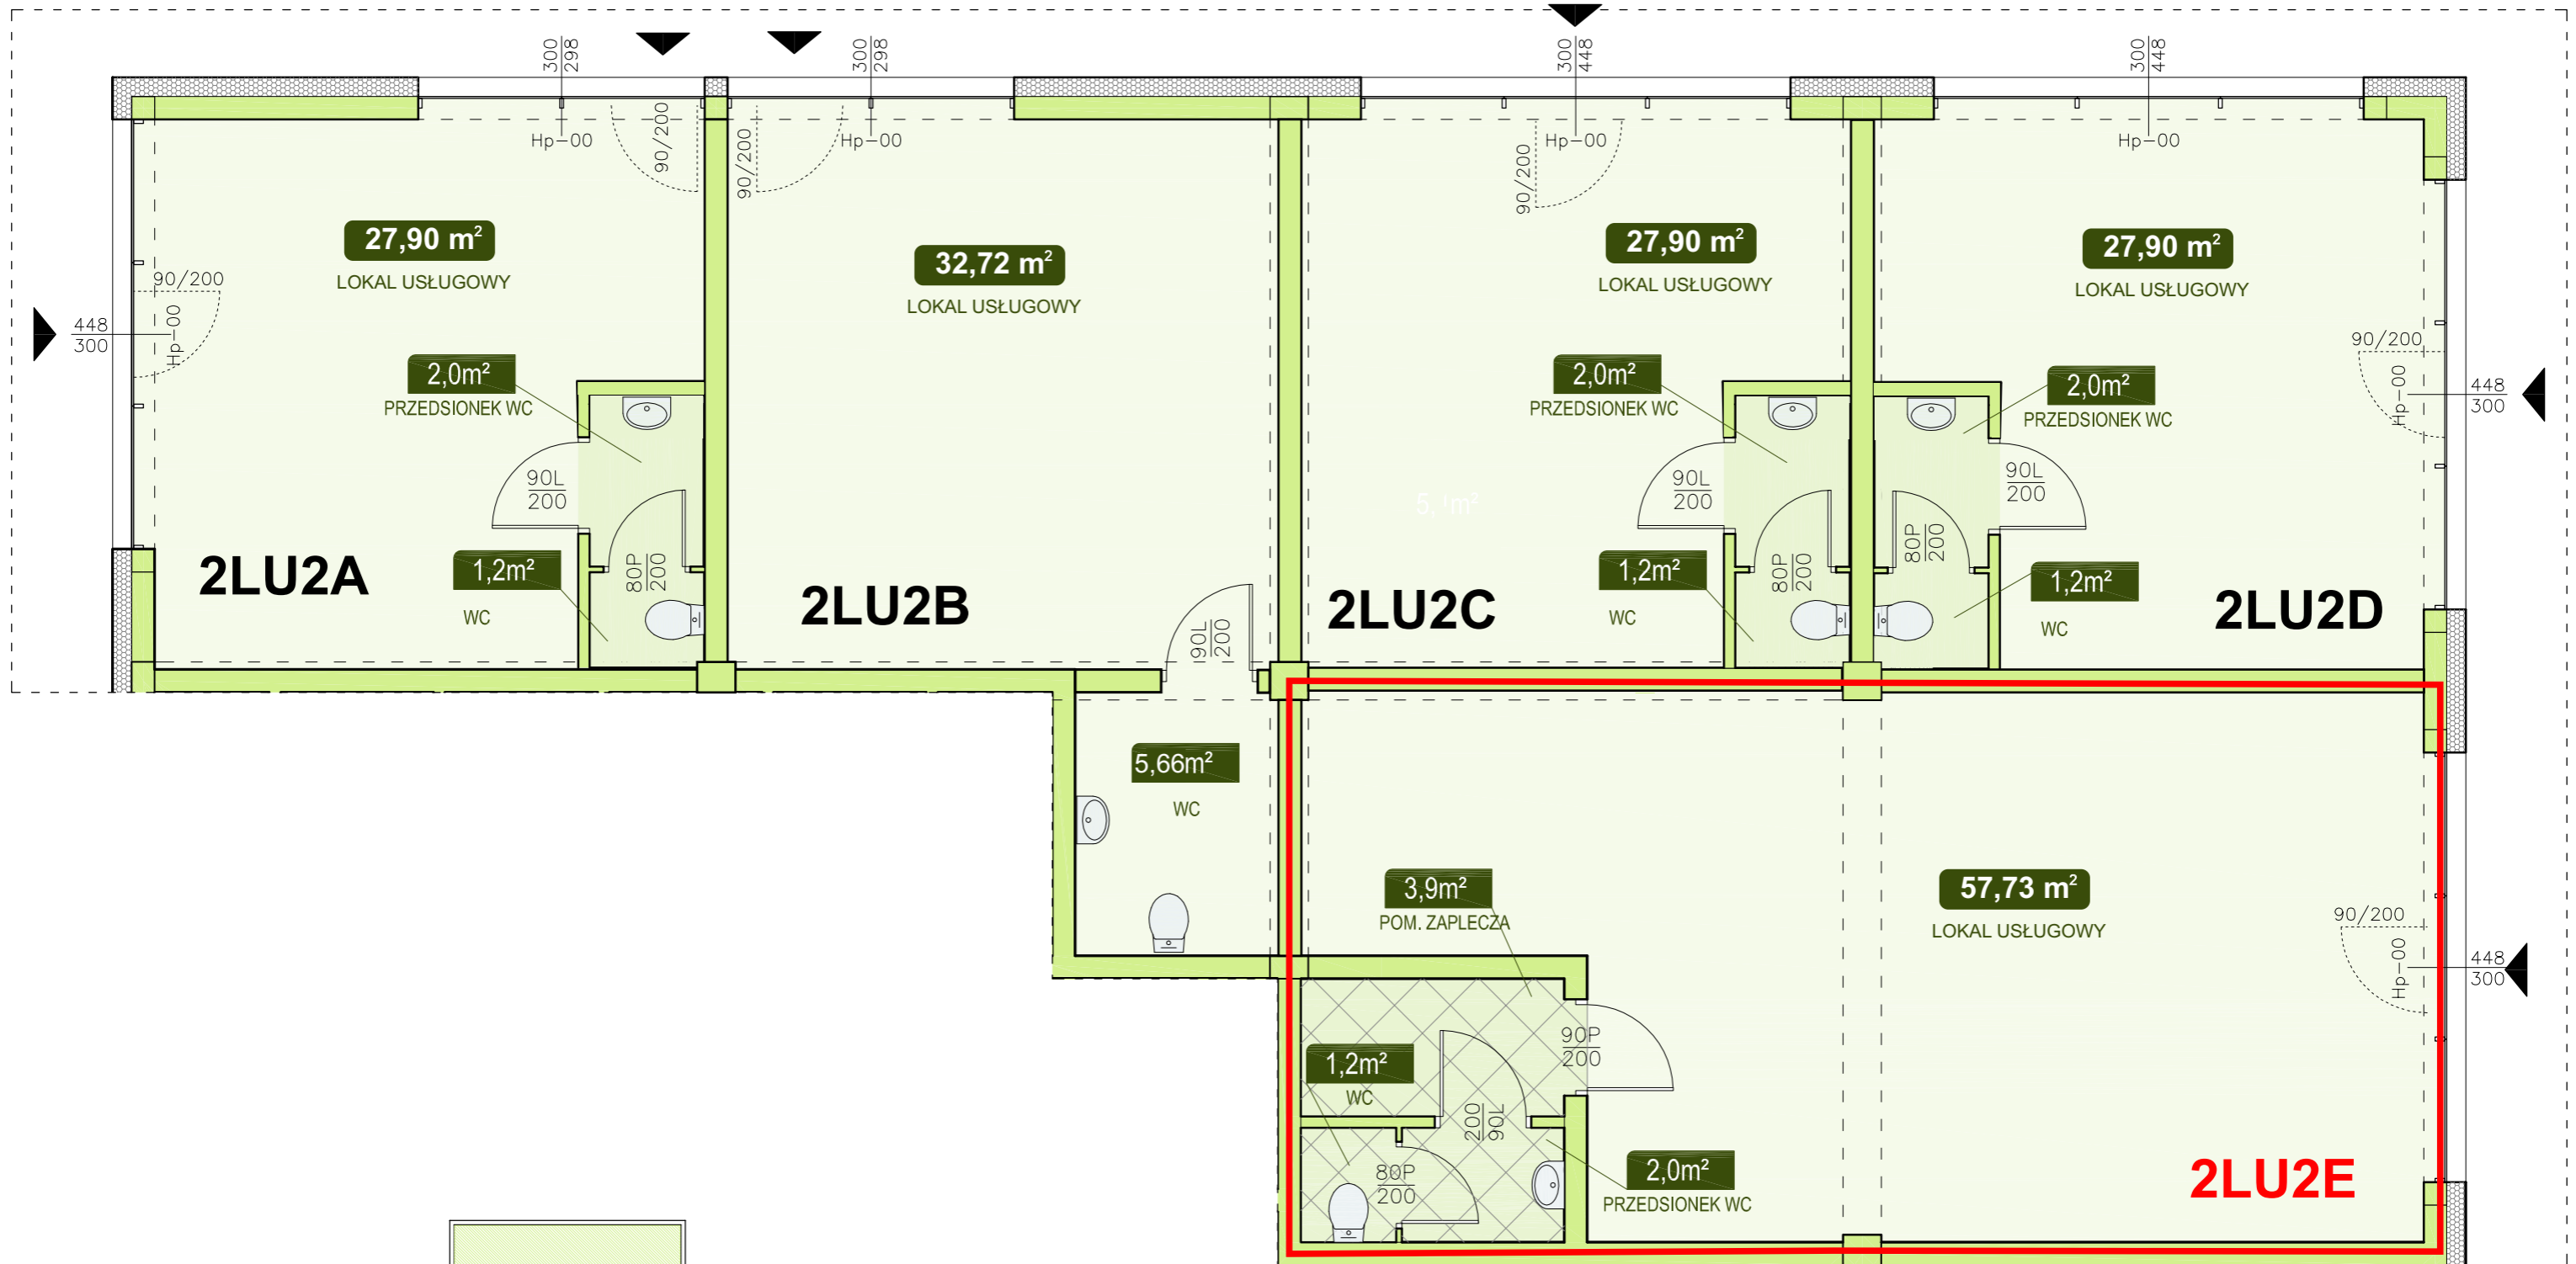 300
298
300
298
300
448
300
448
Hp-00
90/200
90/200
Hp-00
90/200
Hp-00
Hp-00
27,90 m²
LOKAL USŁUGOWY
32,72 m²
LOKAL USŁUGOWY
27,90 m²
LOKAL USŁUGOWY
27,90 m²
LOKAL USŁUGOWY
90/200
448
300
Hp-00
90/200
448
300
Hp-00
2,0m²
PRZEDSIONEK WC
2,0m²
PRZEDSIONEK WC
2,0m²
PRZEDSIONEK WC
90L
200
90L
200
90L
200
80P
200
80P
200
80P
200
1,2m²
WC
1,2m²
WC
1,2m²
WC
2LU2A
2LU2B
2LU2C
2LU2D
90L
200
5,66m²
WC
3,9m²
POM. ZAPLECZA
57,73 m²
LOKAL USŁUGOWY
90/200
448
300
Hp-00
90P
200
1,2m²
WC
200
90L
80P
200
2,0m²
PRZEDSIONEK WC
2LU2E